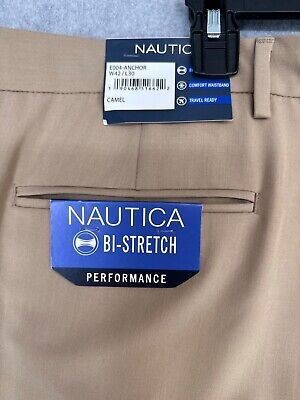 NAUTICA
E004-ANCHOR
W42 / L30
CAMEL
COMFORT WAISTBAND
TRAVEL READY
NAUTICA
BI-STRETCH
PERFORMANCE